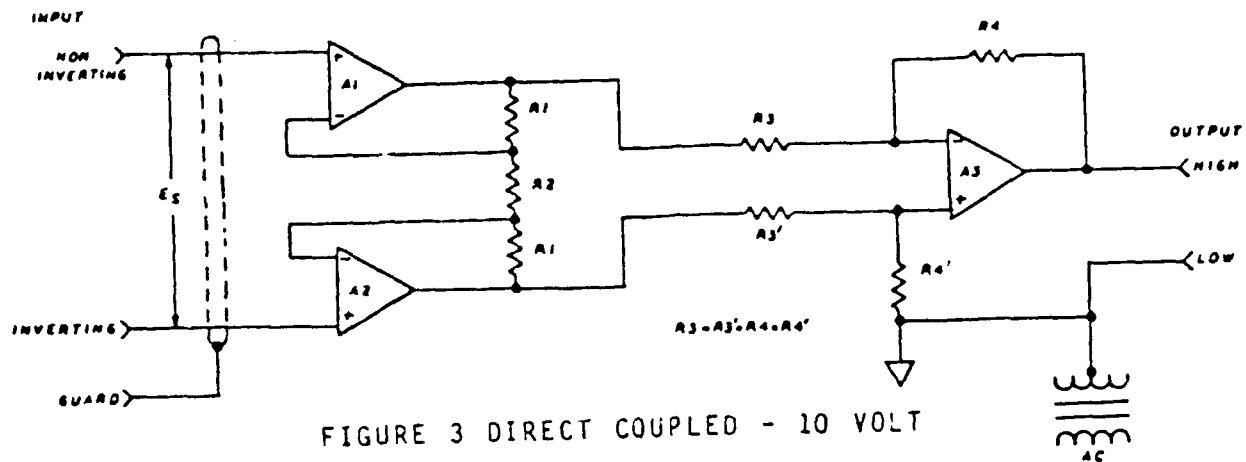 INPUT
NON
INVERTING
A1
R1
R2
R1
A2
ES
INVERTING
GUARD
R3
R3'
R4
A3
R4'
R3=R3'=R4=R4'
OUTPUT
HIGH
LOW
AC
FIGURE 3 DIRECT COUPLED - 10 VOLT